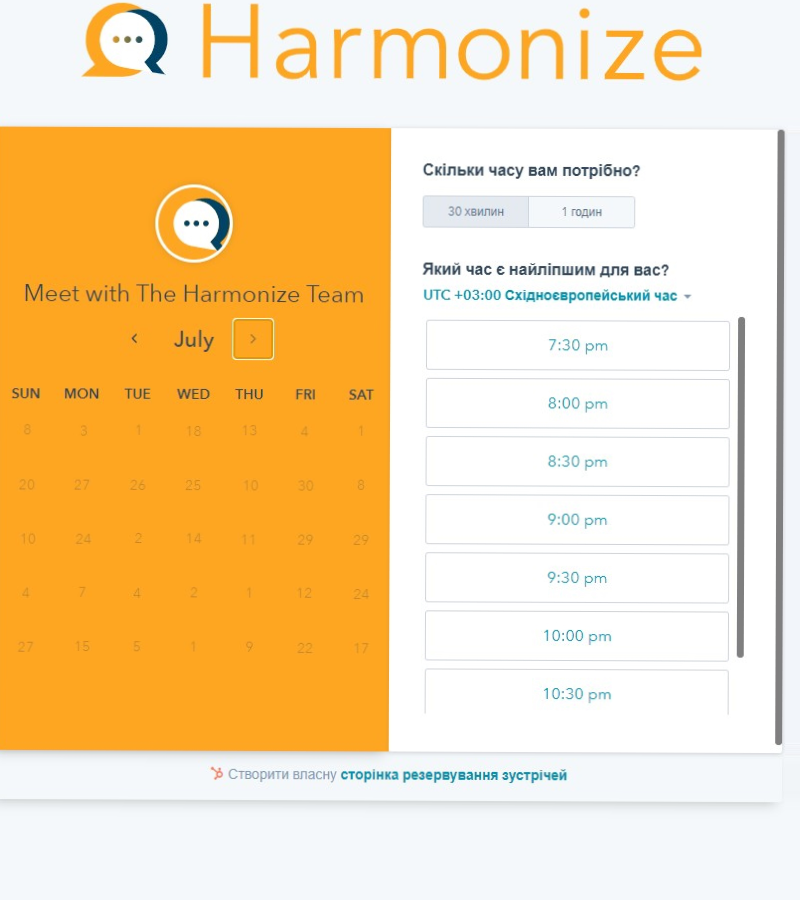 Harmonize
Meet with The Harmonize Team
July
SUN MON TUE WED THU FRI SAT
8 3 1 18 13 4 1
20 27 26 25 10 30 8
10 24 2 14 11 29 29
4 7 4 2 1 12 24
27 15 5 1 9 22 17
Скільки часу вам потрібно?
30 хвилин 1 годин
Який час є найліпшим для вас?
UTC +03:00 Східноєвропейський час
7:30 pm
8:00 pm
8:30 pm
9:00 pm
9:30 pm
10:00 pm
10:30 pm
Створити власну сторінка резервування зустрічей